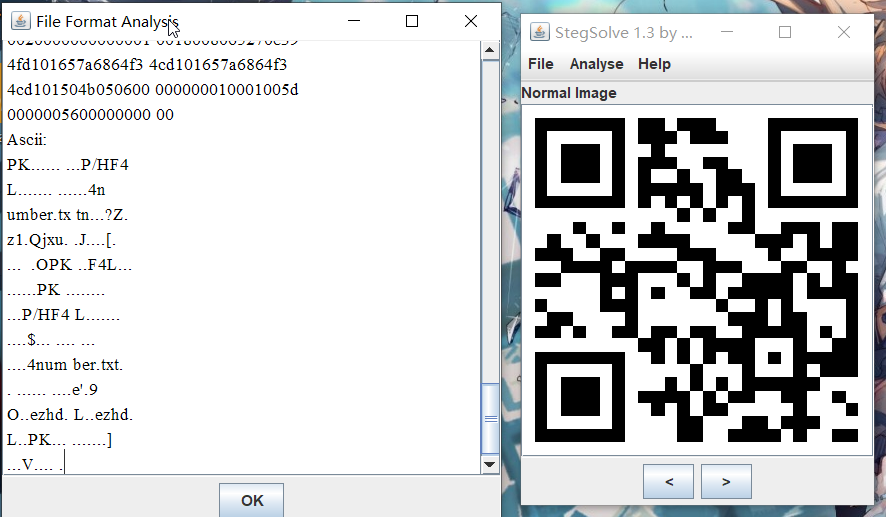 File Format Analysis
4fd101657a6864f3 4cd101657a6864f3
4cd101504b050600 000000010001005d
0000005600000000 00
Ascii:
PK...... ...P/HF4
L....... ......4n
umber.tx tn...?Z.
z1.Qjxu. .J....[.
... .OPK ..F4L...
......PK ........
...P/HF4 L.......
....$... .... ...
....4num ber.txt.
. ...... ....e'.9
O..ezhd. L..ezhd.
L..PK... .......]
...V.... .
OK
StegSolve 1.3 by ...
File Analyse Help
Normal Image
< >